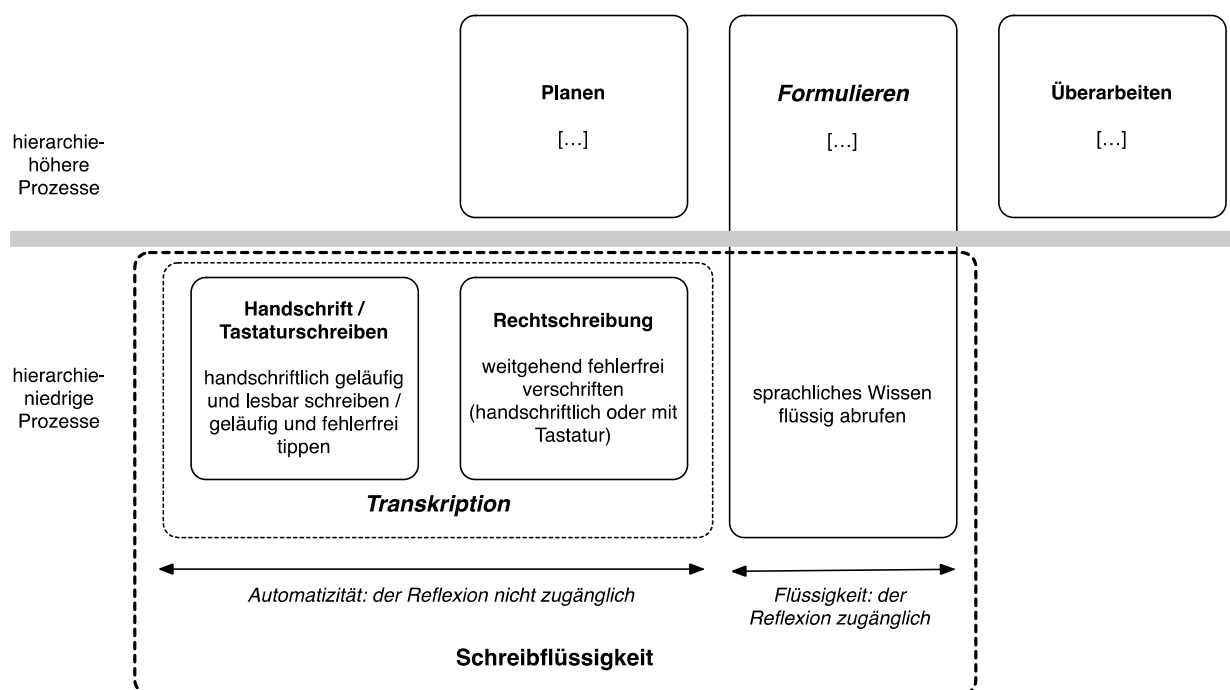 Planen
[…]
Formulieren
[…]
Überarbeiten
[…]
hierarchie-
höhere
Prozesse
hierarchie-
niedrige
Prozesse
Handschrift /
Tastaturschreiben
handschriftlich geläufig
und lesbar schreiben /
geläufig und fehlerfrei
tippen
Rechtschreibung
weitgehend fehlerfrei
verschriften
(handschriftlich oder mit
Tastatur)
sprachliches Wissen
flüssig abrufen
Transkription
Automatizität: der Reflexion nicht zugänglich
Flüssigkeit: der
Reflexion zugänglich
Schreibflüssigkeit